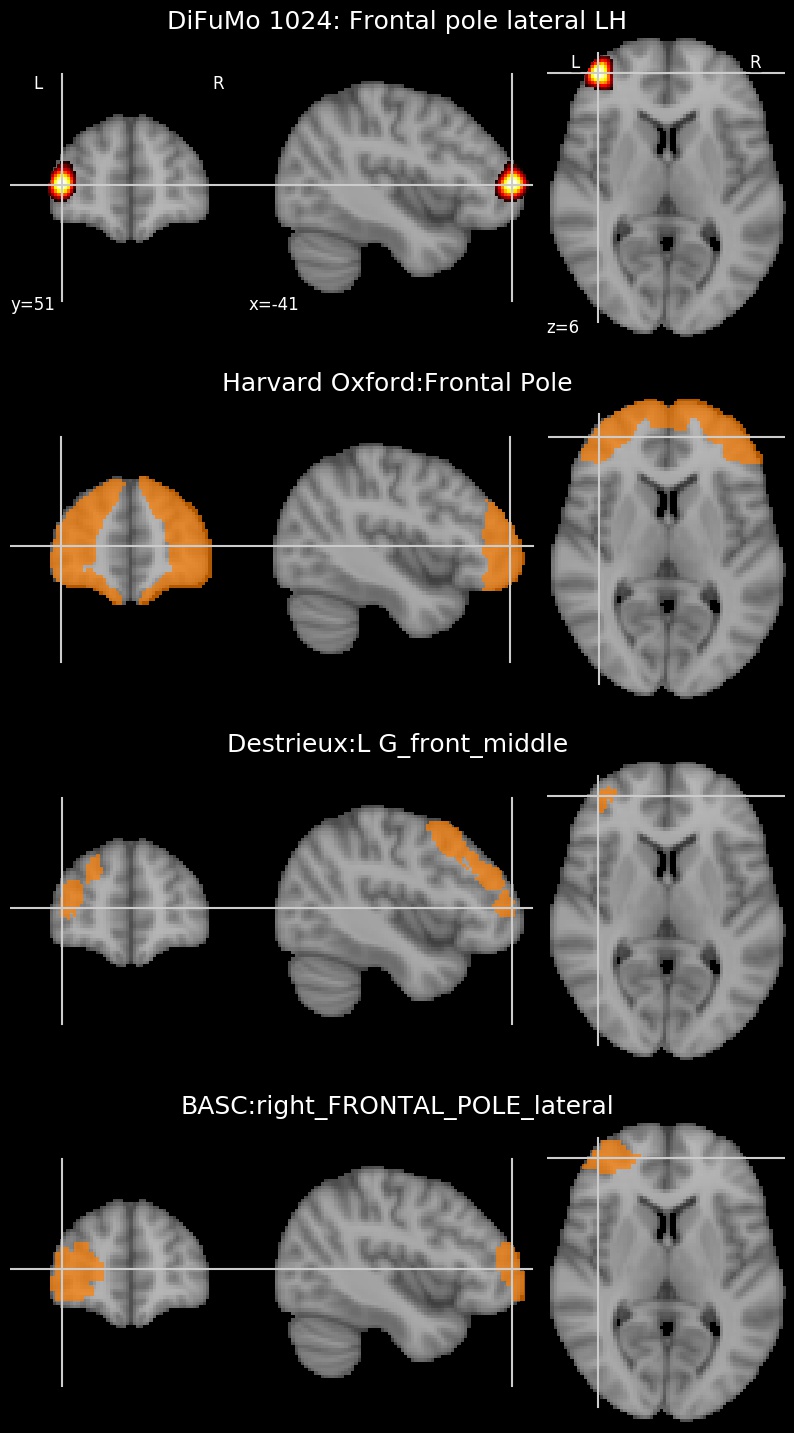 DiFuMo 1024: Frontal pole lateral LH
L R
L R
y=51 x=-41 z=6
Harvard Oxford:Frontal Pole
Destrieux:L G_front_middle
BASC:right_FRONTAL_POLE_lateral